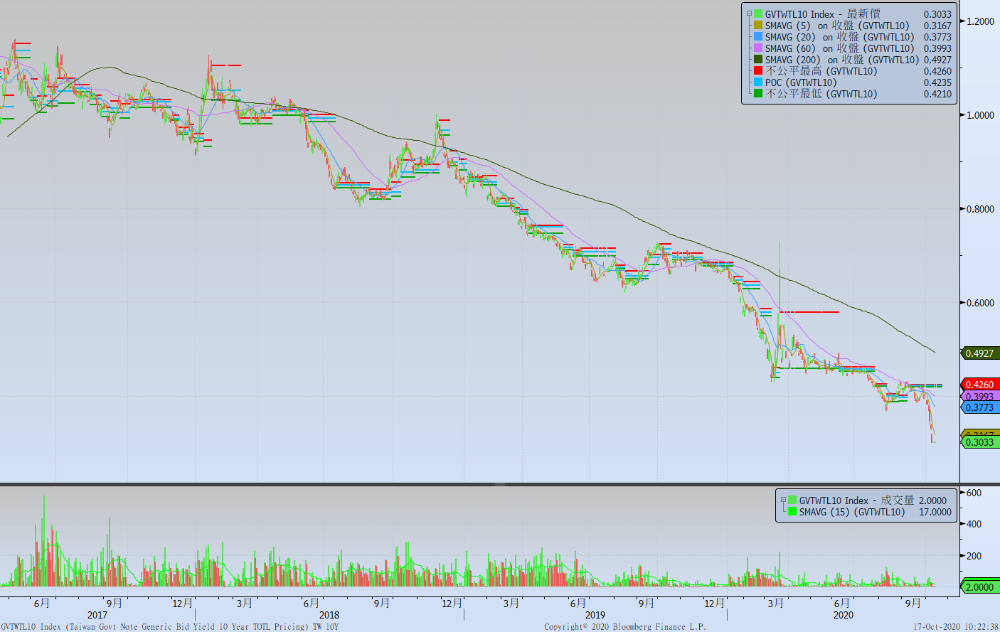 GVTWTL10 Index - 最新價 0.3033
SMAVG (5) on 收盤 (GVTWTL10) 0.3167
SMAVG (20) on 收盤 (GVTWTL10) 0.3773
SMAVG (60) on 收盤 (GVTWTL10) 0.3993
SMAVG (200) on 收盤 (GVTWTL10) 0.4927
不公平最高 (GVTWTL10) 0.4260
POC (GVTWTL10) 0.4235
不公平最低 (GVTWTL10) 0.4210
1.2000
1.0000
0.8000
0.6000
0.4927
0.4260
0.3993
0.3773
0.3167
0.3033
GVTWTL10 Index - 成交量 2.0000
SMAVG (15) (GVTWTL10) 17.0000
600
400
200
2.0000
6月 9月 12月 3月 6月 9月 12月 3月 6月 9月 12月 3月 6月 9月
2017 2018 2019 2020
GVTWTL10 Index (Taiwan Govt Note Generic Bid Yield 10 Year TOTL Pricing) TW 10Y Copyright© 2020 Bloomberg Finance L.P. 17-Oct-2020 10:22:38